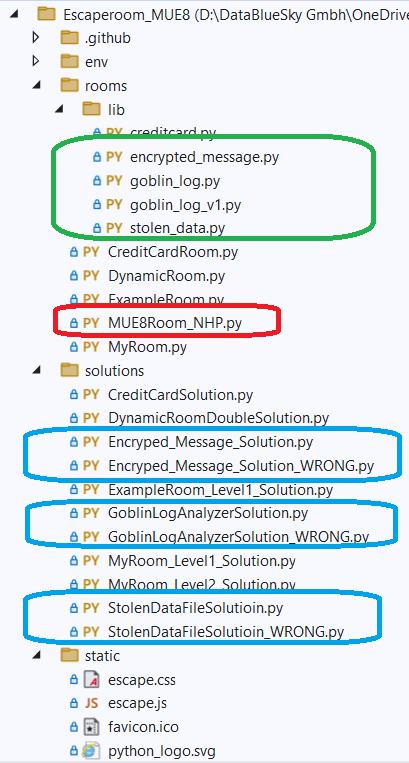 Escaperoom_MUE8 (D:\DataBlueSky Gmbh\OneDrive
.github
env
rooms
lib
PY creditcard.py
PY encrypted_message.py
PY goblin_log.py
PY goblin_log_v1.py
PY stolen_data.py
PY CreditCardRoom.py
PY DynamicRoom.py
PY ExampleRoom.py
PY MUE8Room_NHP.py
PY MyRoom.py
solutions
PY CreditCardSolution.py
PY DynamicRoomDoubleSolution.py
PY Encryped_Message_Solution.py
PY Encryped_Message_Solution_WRONG.py
PY ExampleRoom_Level1_Solution.py
PY GoblinLogAnalyzerSolution.py
PY GoblinLogAnalyzerSolution_WRONG.py
PY MyRoom_Level1_Solution.py
PY MyRoom_Level2_Solution.py
PY StolenDataFileSolutioin.py
PY StolenDataFileSolutioin_WRONG.py
static
escape.css
JS escape.js
favicon.ico
python_logo.svg